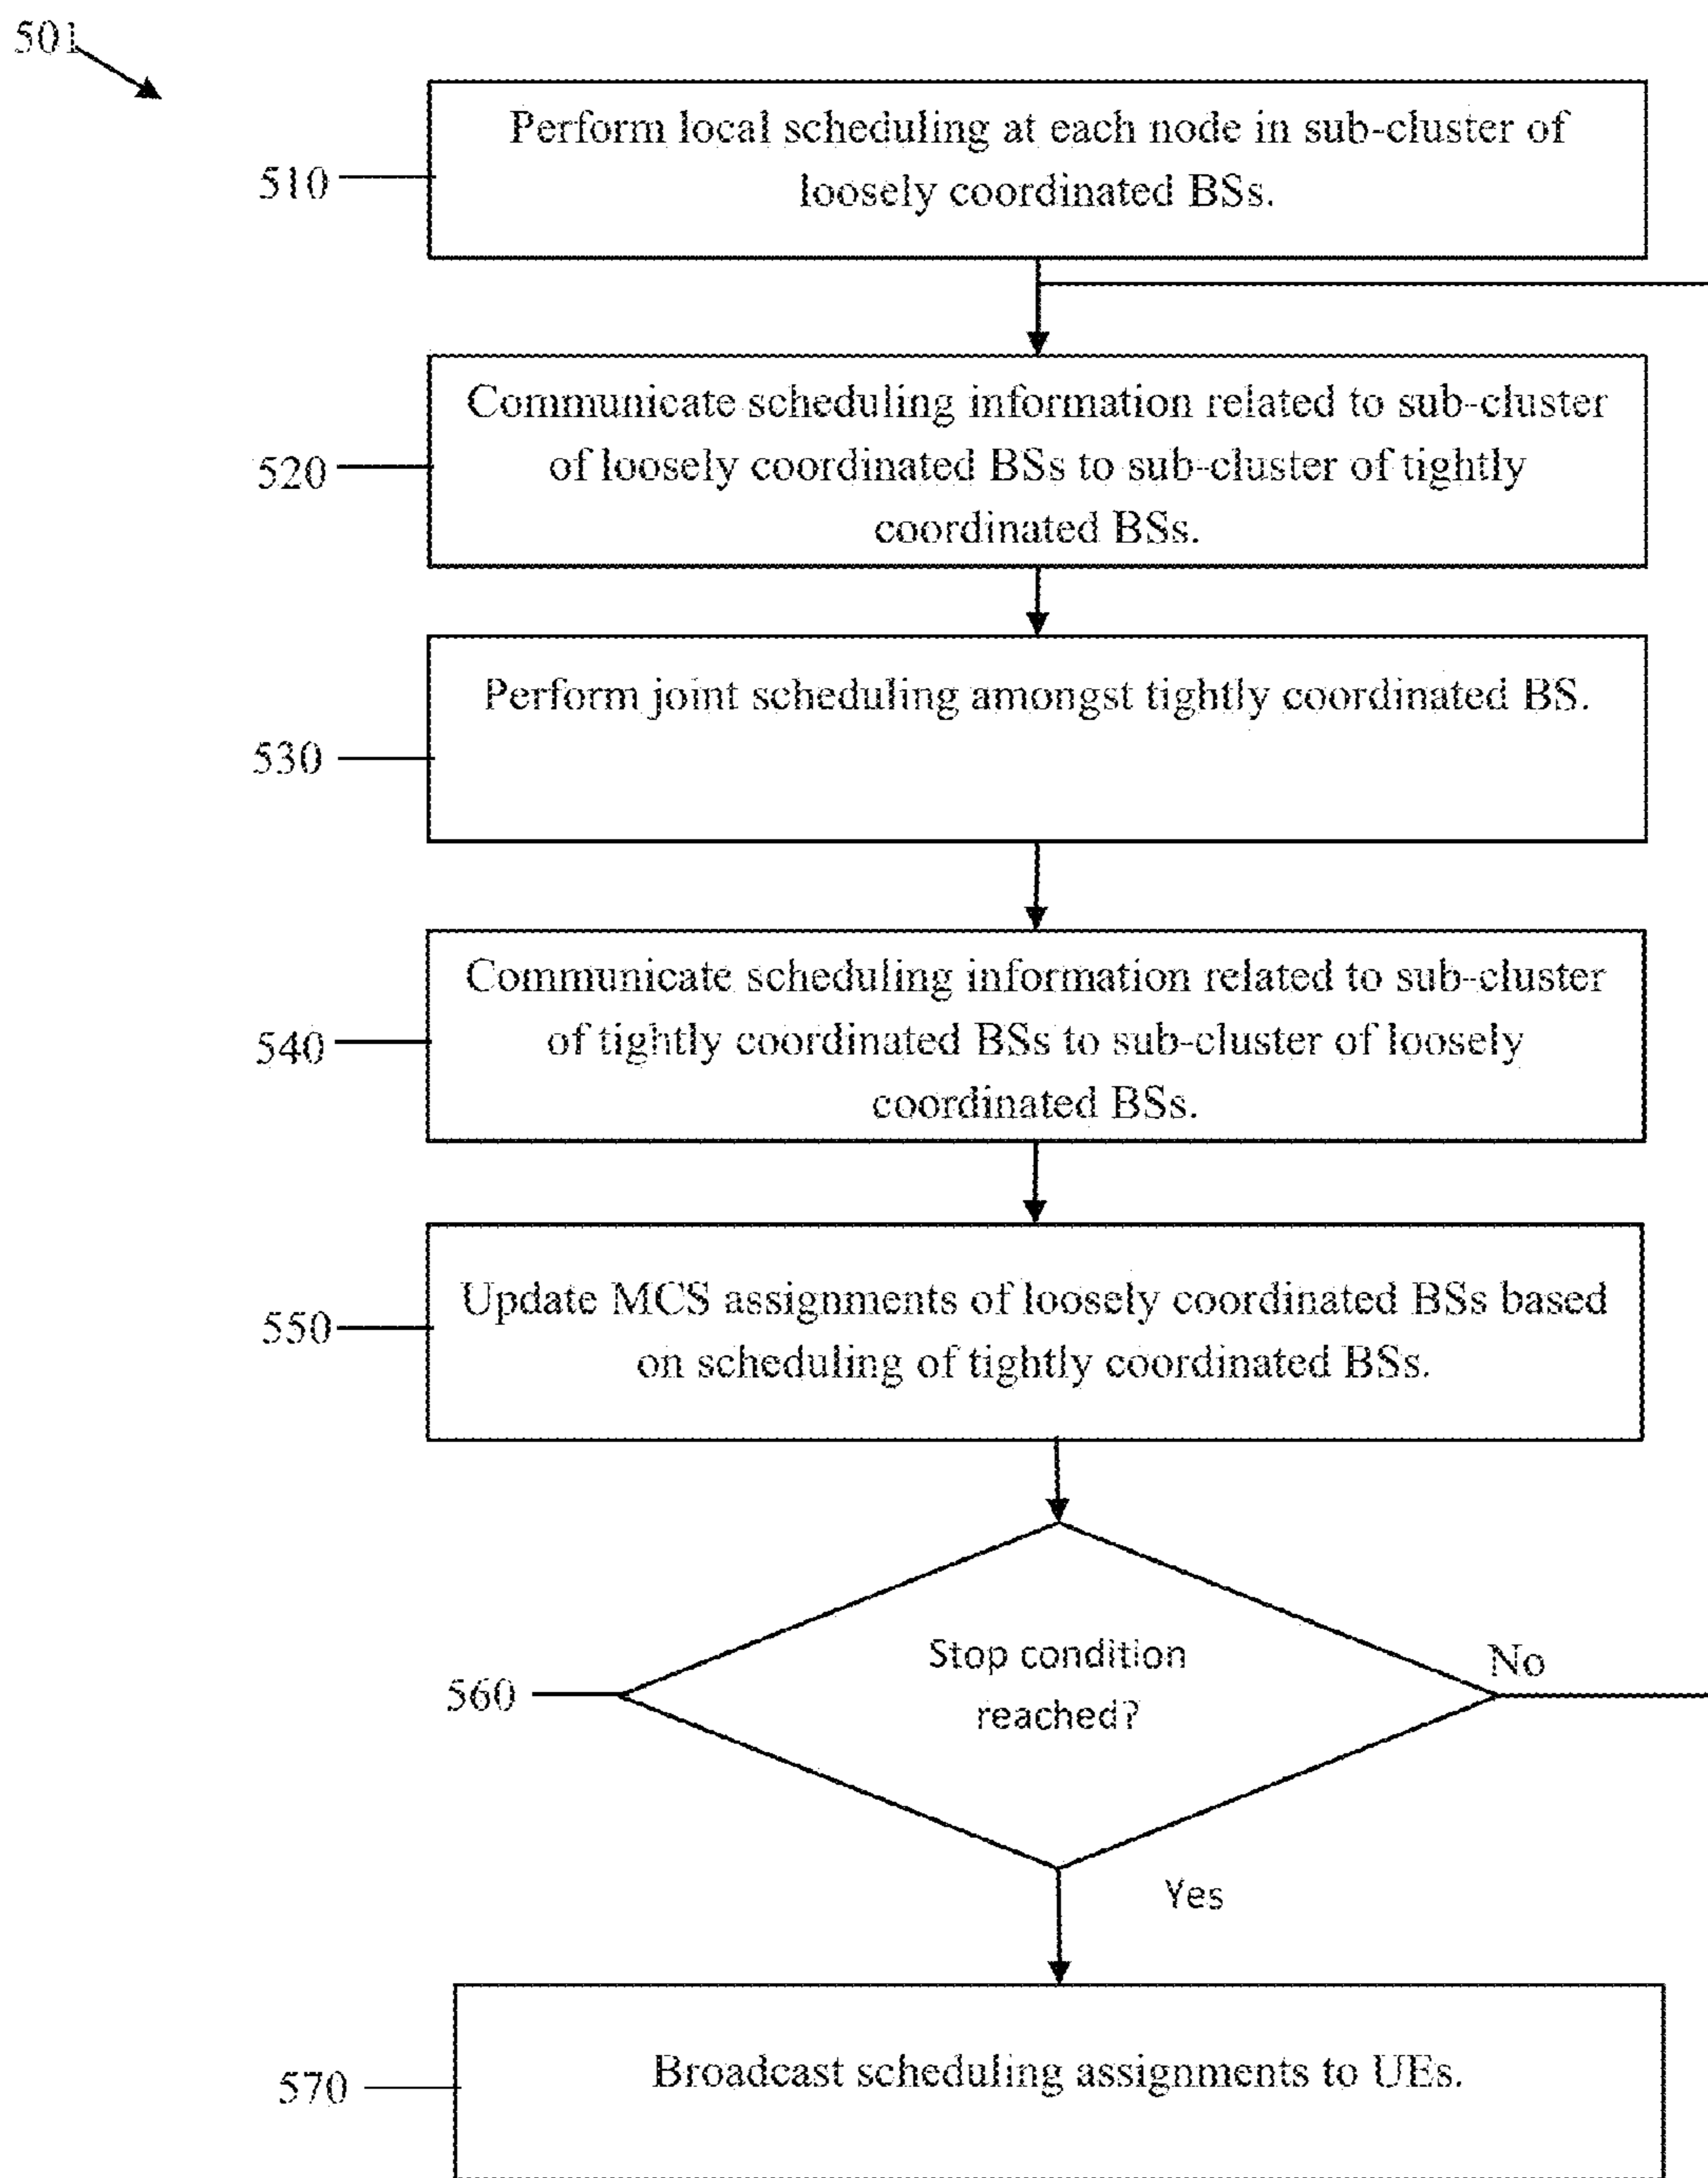 501
Perform local scheduling at each node in sub-cluster of
loosely coordinated BSs.
510
Communicate scheduling information related to sub-cluster
of loosely coordinated BSs to sub-cluster of tightly
coordinated BSs.
520
Perform joint scheduling amongst tightly coordinated BS.
530
Communicate scheduling information related to sub-cluster
of tightly coordinated BSs to sub-cluster of loosely
coordinated BSs.
540
Update MCS assignments of loosely coordinated BSs based
on scheduling of tightly coordinated BSs.
550
Stop condition
reached?
No
560
Yes
Broadcast scheduling assignments to UEs.
570